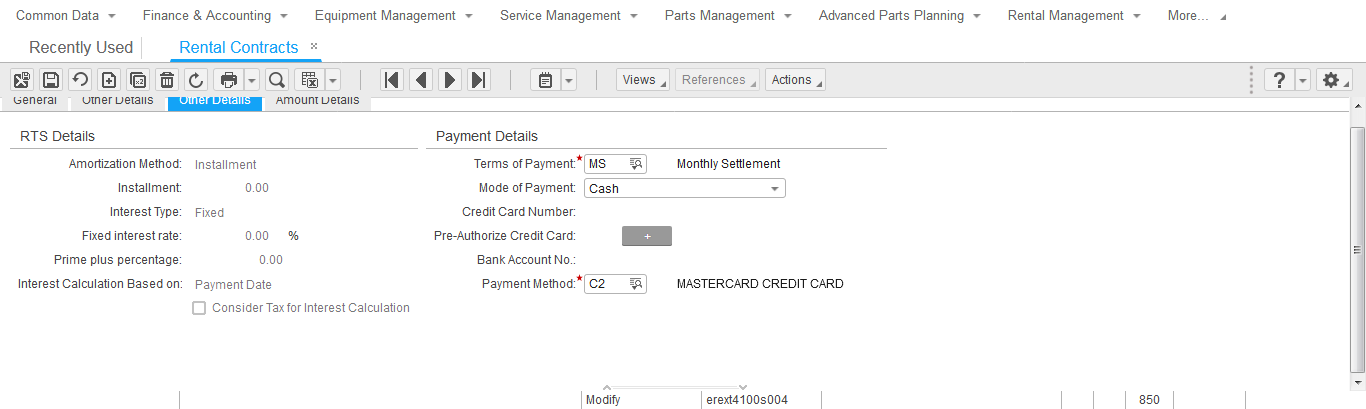 Common Data Finance & Accounting Equipment Management Service Management Parts Management Advanced Parts Planning Rental Management More...
Recently Used Rental Contracts ×
Views References Actions ?
General Other Details Other Details Amount Details
RTS Details Payment Details
Amortization Method: Installment Terms of Payment:* MS Monthly Settlement
Installment: 0.00 Mode of Payment: Cash
Interest Type: Fixed Credit Card Number:
Fixed interest rate: 0.00 % Pre-Authorize Credit Card: +
Prime plus percentage: 0.00 Bank Account No.:
Interest Calculation Based on: Payment Date Payment Method:* C2 MASTERCARD CREDIT CARD
Consider Tax for Interest Calculation
Modify erext4100s004 850